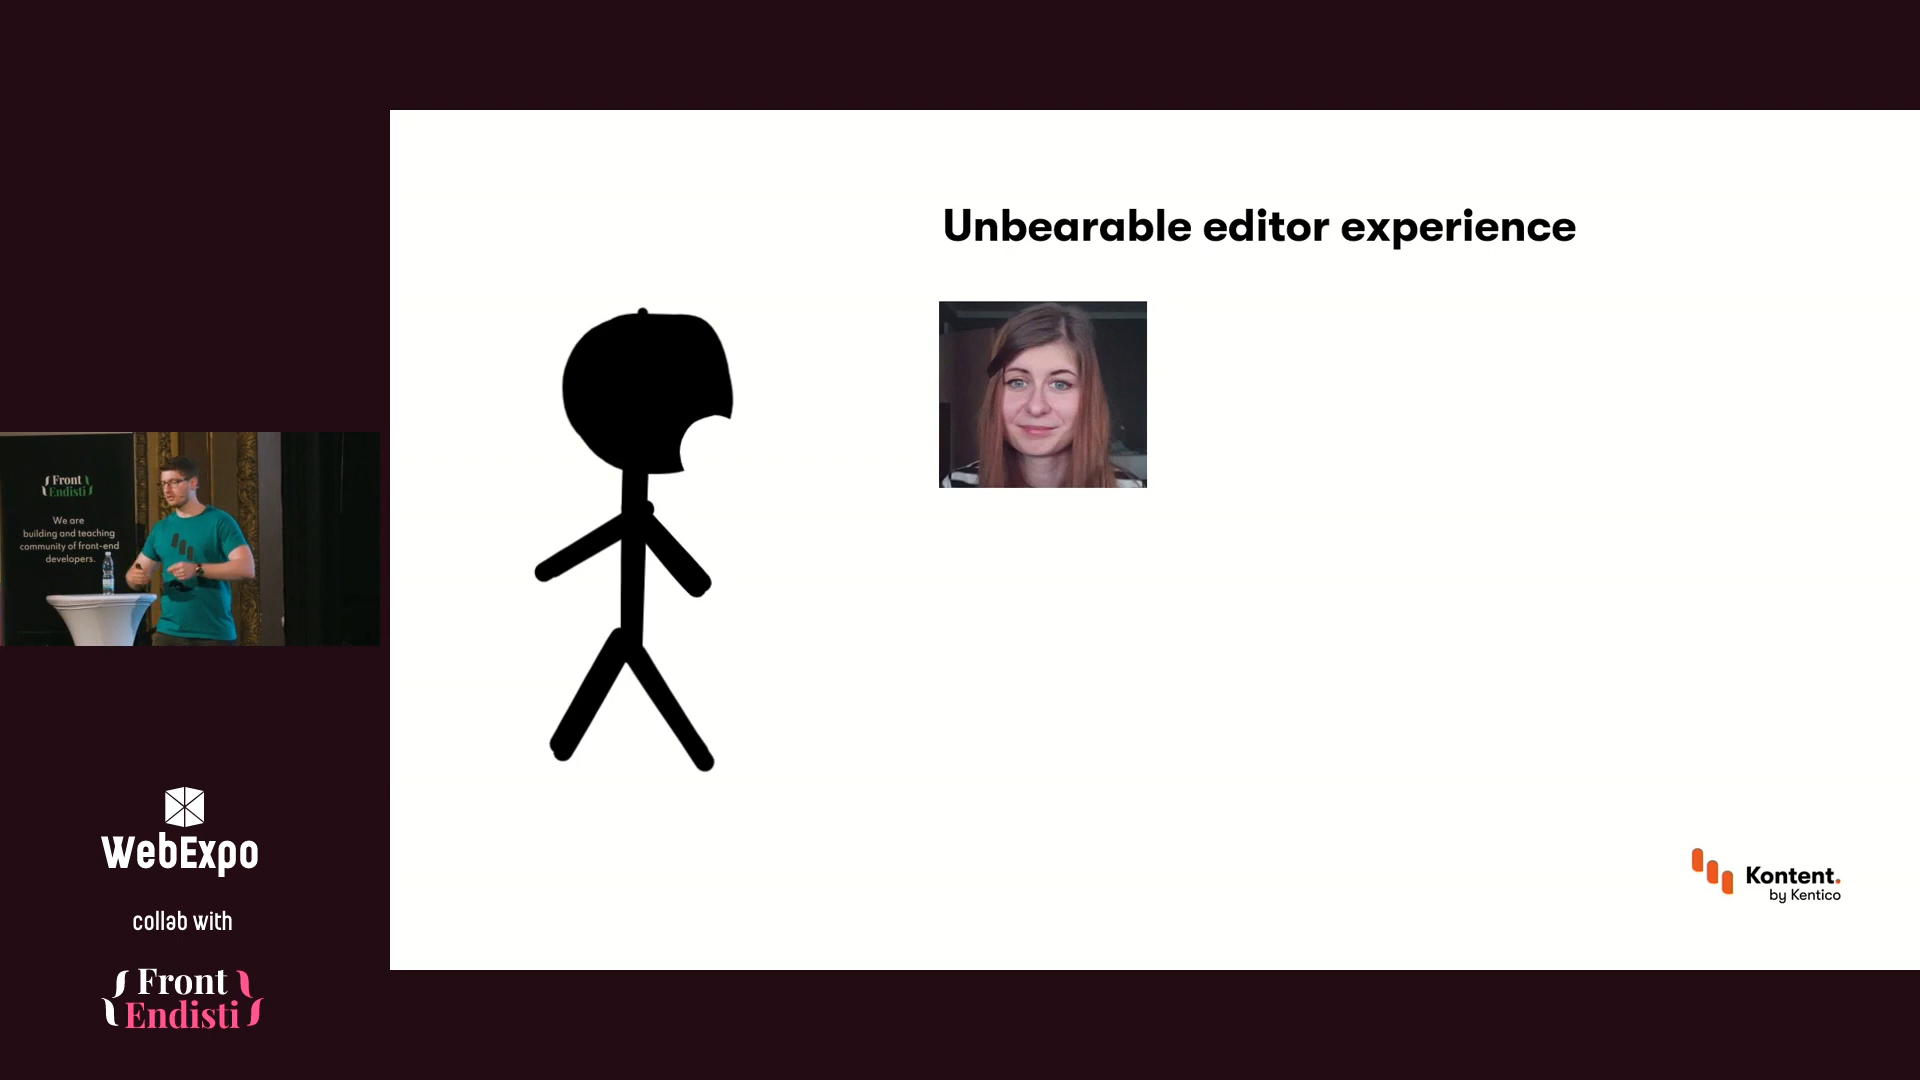 Unbearable editor experience
{Front
Endisti}
We are
building and teaching
community of front-end
developers.
WebExpo
collab with
{Front
Endisti}
Kontent.
by Kentico